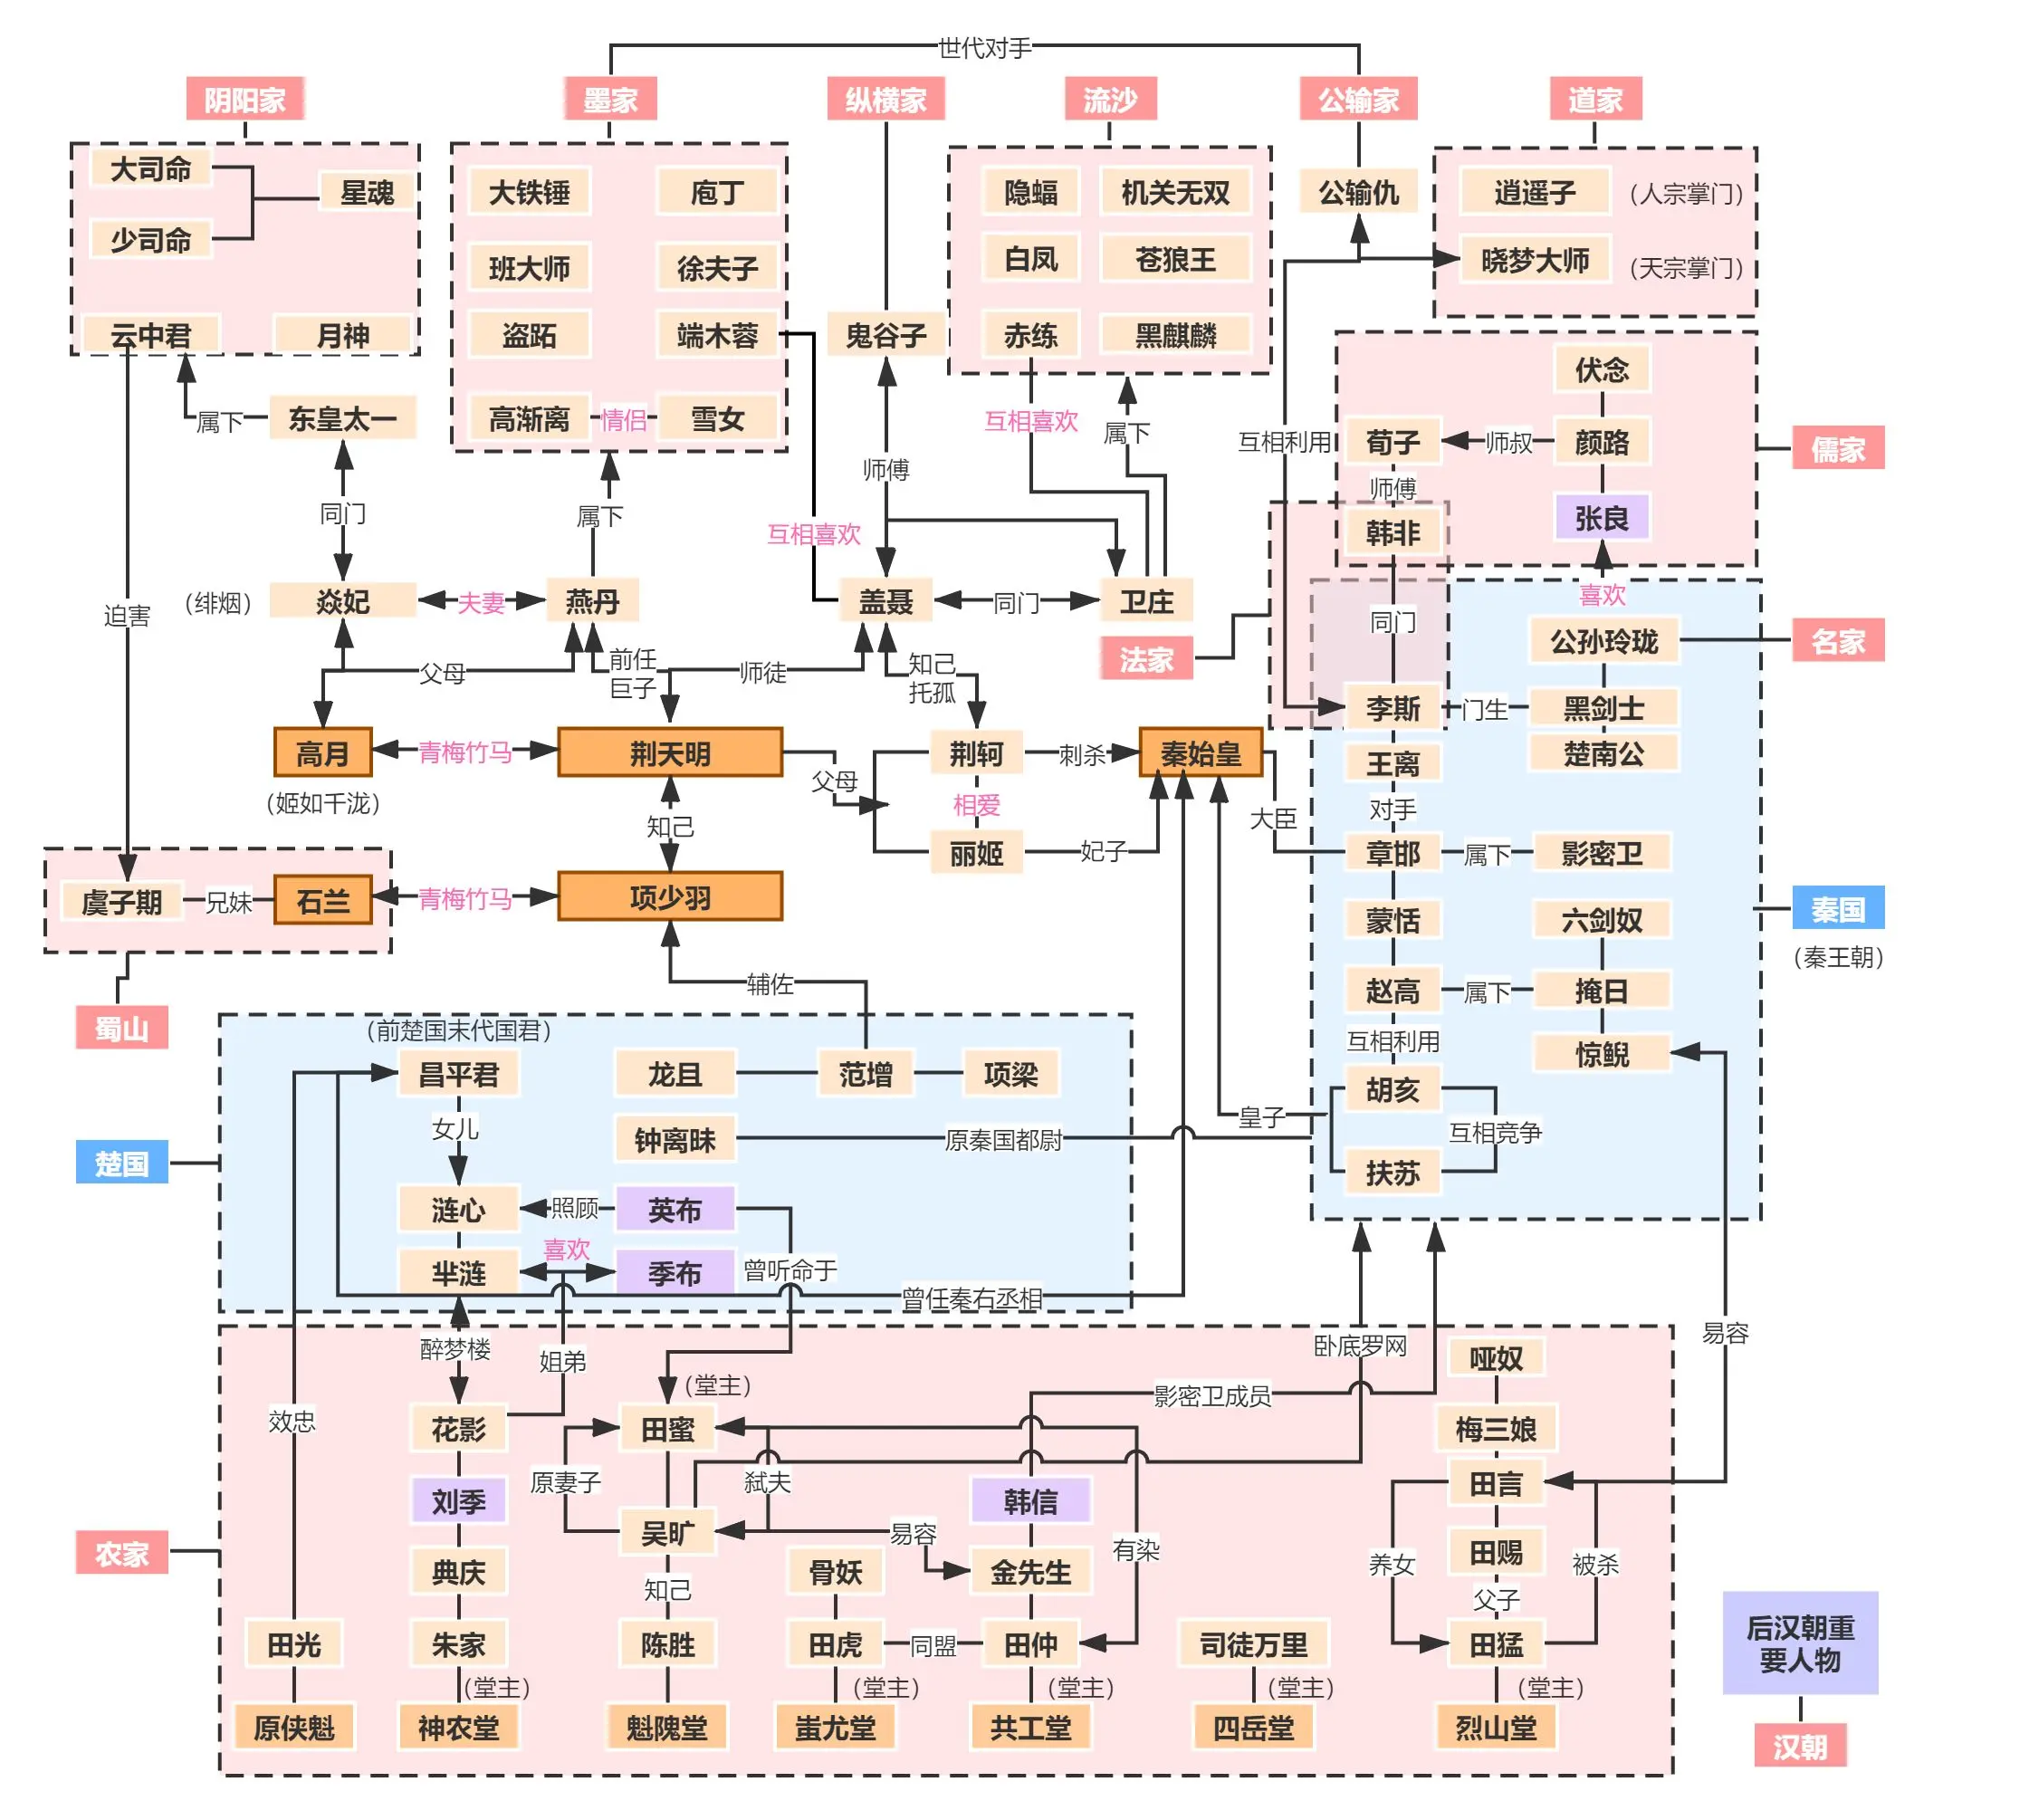 世代对手
阴阳家
墨家
纵横家
流沙
公输家
道家
大司命
星魂
少司命
云中君
月神
大铁锤
庖丁
班大师
徐夫子
盗跖
端木蓉
高渐离
情侣
雪女
鬼谷子
隐蝠
机关无双
白凤
苍狼王
赤练
黑麒麟
公输仇
逍遥子
（人宗掌门）
晓梦大师
（天宗掌门）
属下
东皇太一
同门
属下
互相喜欢
师傅
互相喜欢
属下
互相利用
伏念
荀子
师叔
颜路
儒家
师傅
韩非
张良
喜欢
迫害
（绯烟）
焱妃
夫妻
燕丹
盖聂
同门
卫庄
同门
公孙玲珑
名家
法家
父母
前任
巨子
师徒
知己
托孤
李斯
门生
黑剑士
楚南公
高月
青梅竹马
荆天明
父母
荆轲
刺杀
秦始皇
王离
（姬如千泷）
知己
相爱
大臣
对手
丽姬
妃子
章邯
属下
影密卫
虞子期
兄妹
石兰
青梅竹马
项少羽
蒙恬
六剑奴
秦国
（秦王朝）
蜀山
辅佐
赵高
属下
掩日
互相利用
惊鲵
（前楚国末代国君）
昌平君
龙且
范增
项梁
胡亥
女儿
钟离昧
原秦国都尉
皇子
互相竞争
楚国
扶苏
涟心
照顾
英布
喜欢
芈涟
季布
曾听命于
曾任秦右丞相
醉梦楼
姐弟
（堂主）
卧底罗网
易容
哑奴
影密卫成员
效忠
花影
田蜜
梅三娘
原妻子
弑夫
刘季
韩信
田言
吴旷
易容
有染
农家
典庆
知己
骨妖
金先生
养女
田赐
被杀
父子
田光
朱家
陈胜
田虎
同盟
田仲
司徒万里
田猛
（堂主）
（堂主）
（堂主）
（堂主）
（堂主）
原侠魁
神农堂
魁隗堂
蚩尤堂
共工堂
四岳堂
烈山堂
后汉朝重
要人物
汉朝